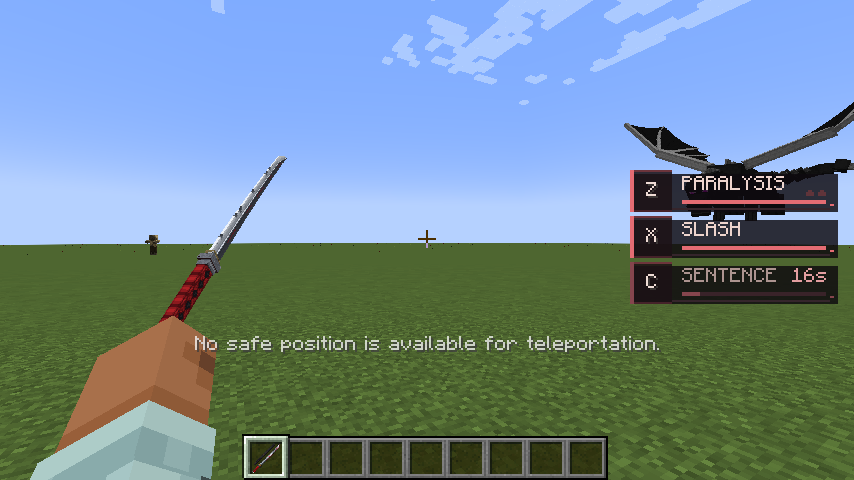 Z PARALYSIS
X SLASH
C SENTENCE 16s
No safe position is available for teleportation.